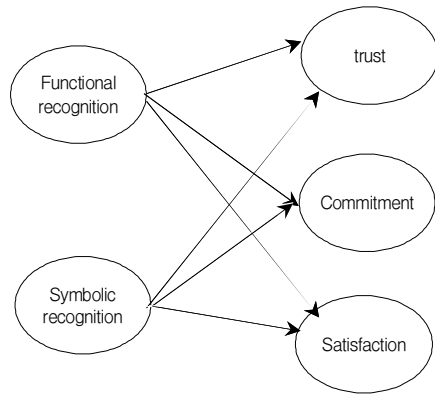 trust
Functional
recognition
Commitment
Symbolic
recognition
Satisfaction